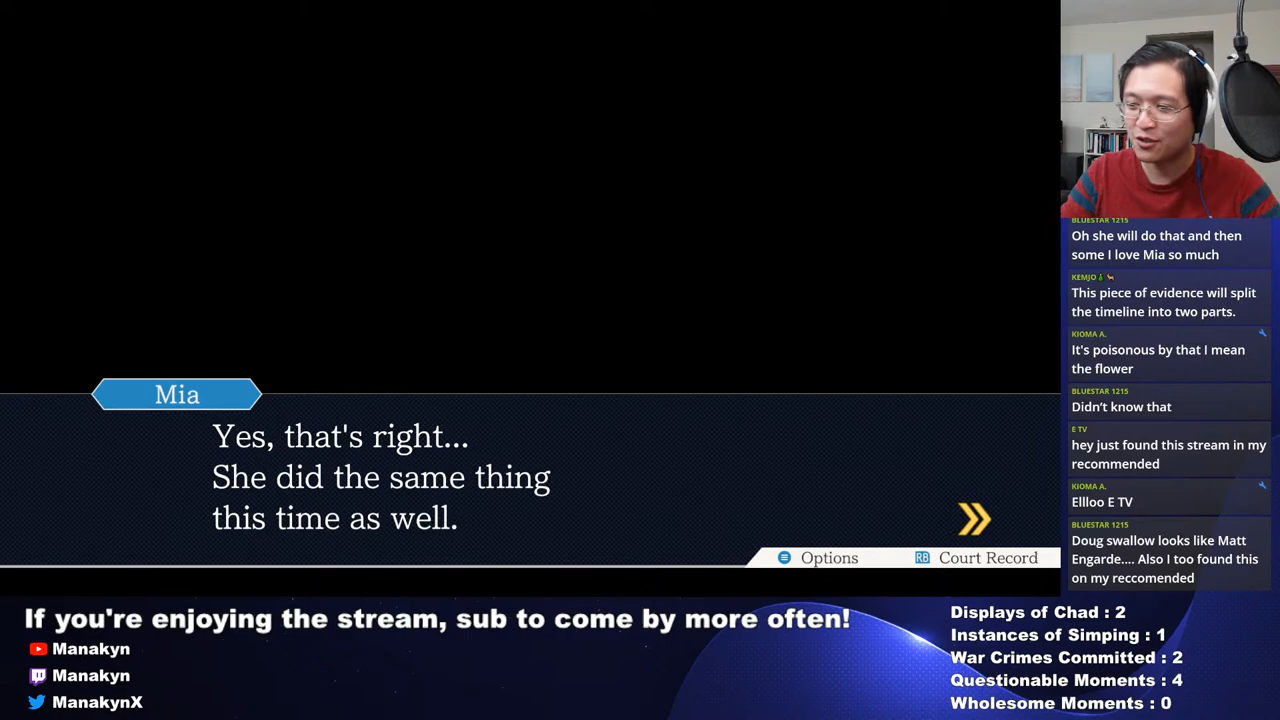 Mia
Yes, that's right...
She did the same thing
this time as well.
Options
RB Court Record
BLUESTAR 1215
Oh she will do that and then
some I love Mia so much
KEMJO
This piece of evidence will split
the timeline into two parts.
KIOMA A.
It's poisonous by that I mean
the flower
BLUESTAR 1215
Didn't know that
E TV
hey just found this stream in my
recommended
KIOMA A.
Ellloo E TV
BLUESTAR 1215
Doug swallow looks like Matt
Engarde.... Also I too found this
on my reccomended
If you're enjoying the stream, sub to come by more often!
Manakyn
Manakyn
ManakynX
Displays of Chad : 2
Instances of Simping : 1
War Crimes Committed : 2
Questionable Moments : 4
Wholesome Moments : 0